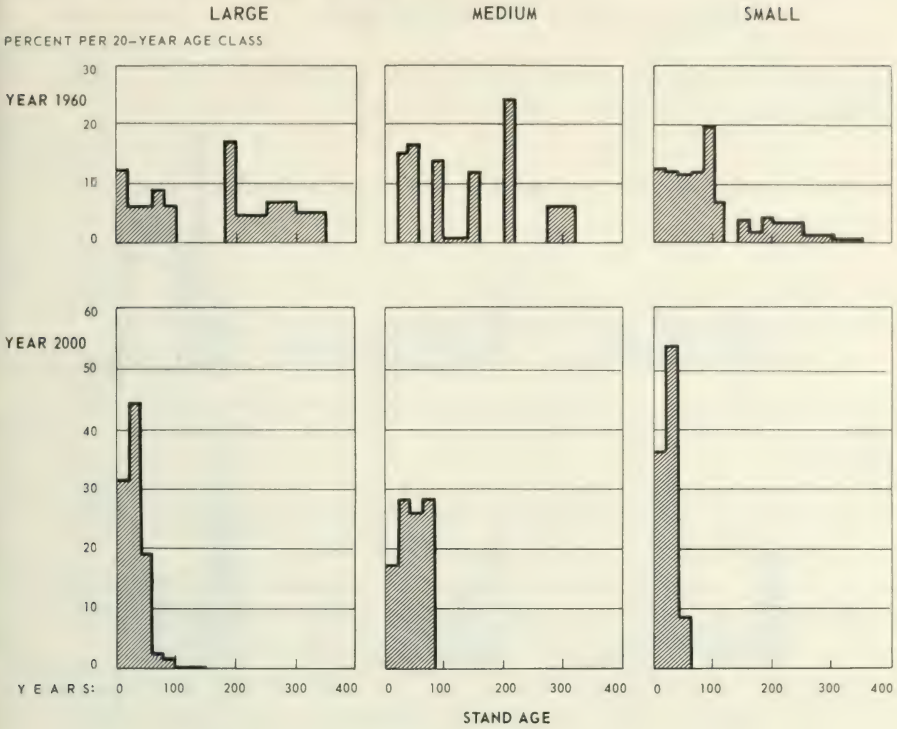 LARGE MEDIUM SMALL
PERCENT PER 20-YEAR AGE CLASS
YEAR 1960
30
20
10
0
YEAR 2000
60
50
40
30
20
10
0
YEARS: 0 100 200 300 400 0 100 200 300 400 0 100 200 300 400
STAND AGE